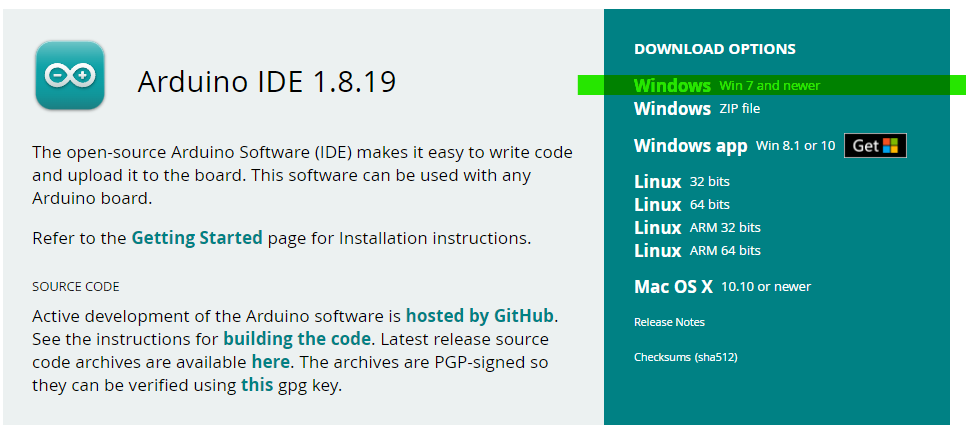 Arduino IDE 1.8.19
The open-source Arduino Software (IDE) makes it easy to write code
and upload it to the board. This software can be used with any
Arduino board.
Refer to the Getting Started page for Installation instructions.
SOURCE CODE
Active development of the Arduino software is hosted by GitHub.
See the instructions for building the code. Latest release source
code archives are available here. The archives are PGP-signed so
they can be verified using this gpg key.
DOWNLOAD OPTIONS
Windows Win 7 and newer
Windows ZIP file
Windows app Win 8.1 or 10 Get
Linux 32 bits
Linux 64 bits
Linux ARM 32 bits
Linux ARM 64 bits
Mac OS X 10.10 or newer
Release Notes
Checksums (sha512)